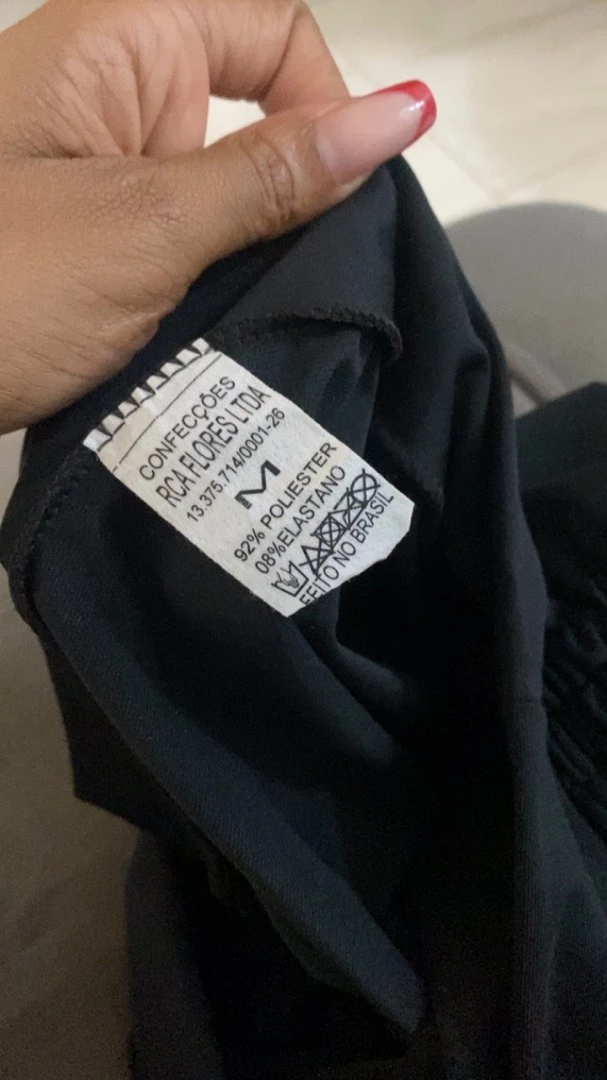 CONFECÇÕES
RCA FLORES LTDA
13.375.714/0001-26
M
92% POLIESTER
08%ELASTANO
FEITO NO BRASIL